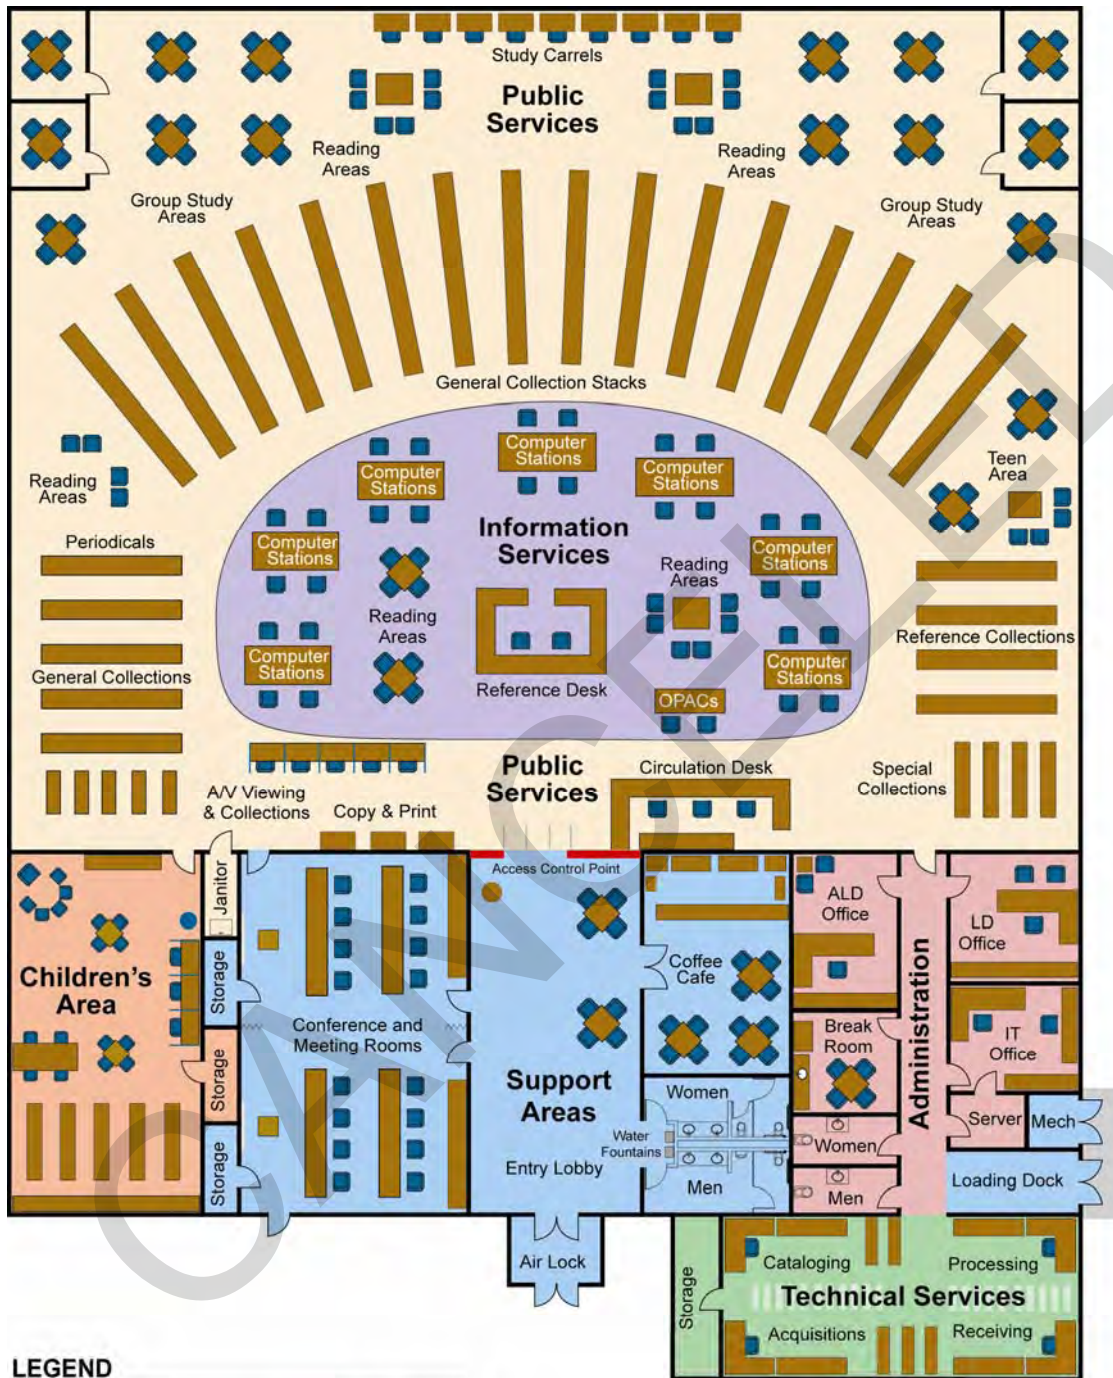 Study Carrels
Public
Services
Reading
Areas
Reading
Areas
Group Study
Areas
Group Study
Areas
General Collection Stacks
Computer
Stations
Computer
Stations
Computer
Stations
Teen
Area
Reading
Areas
Information
Services
Periodicals
Computer
Stations
Computer
Stations
Reading
Areas
Reading
Areas
Reference Collections
General Collections
Computer
Stations
Computer
Stations
Reference Desk
OPACs
Public
Services
Circulation Desk
Special
Collections
A/V Viewing
& Collections
Copy & Print
Access Control Point
Janitor
ALD
Office
LD
Office
Children's
Area
Storage
Coffee
Cafe
Administration
Conference and
Meeting Rooms
Break
Room
IT
Office
Storage
Support
Areas
Women
Server
Mech
Water
Fountains
Women
Storage
Entry Lobby
Men
Men
Loading Dock
Air Lock
Storage
Cataloging
Processing
Technical Services
Acquisitions
Receiving
LEGEND
CANCELED